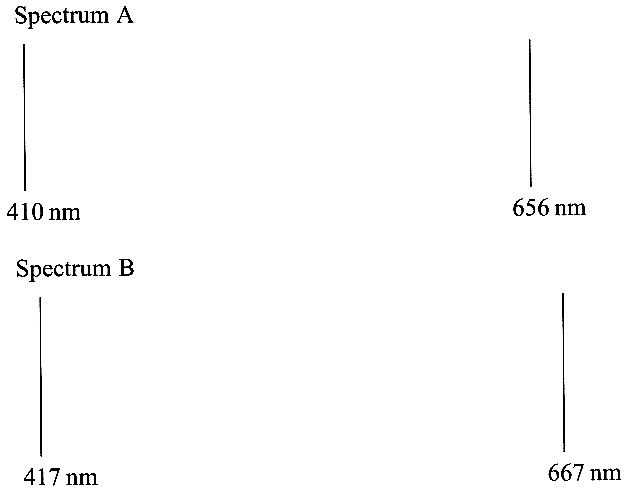 Spectrum A
410 nm
656 nm
Spectrum B
417 nm
667 nm